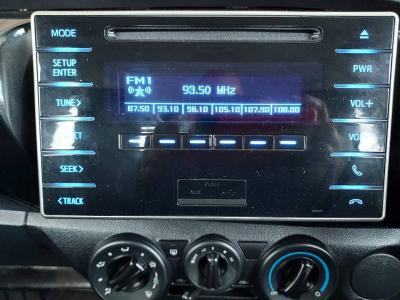 MODE
SETUP
ENTER
TUNE>
SEEK>
<TRACK
FM1
93.50 MHz
87.50 93.10 98.10 105.10 107.90 108.00
PUSH
AUX
PWR
VOL+